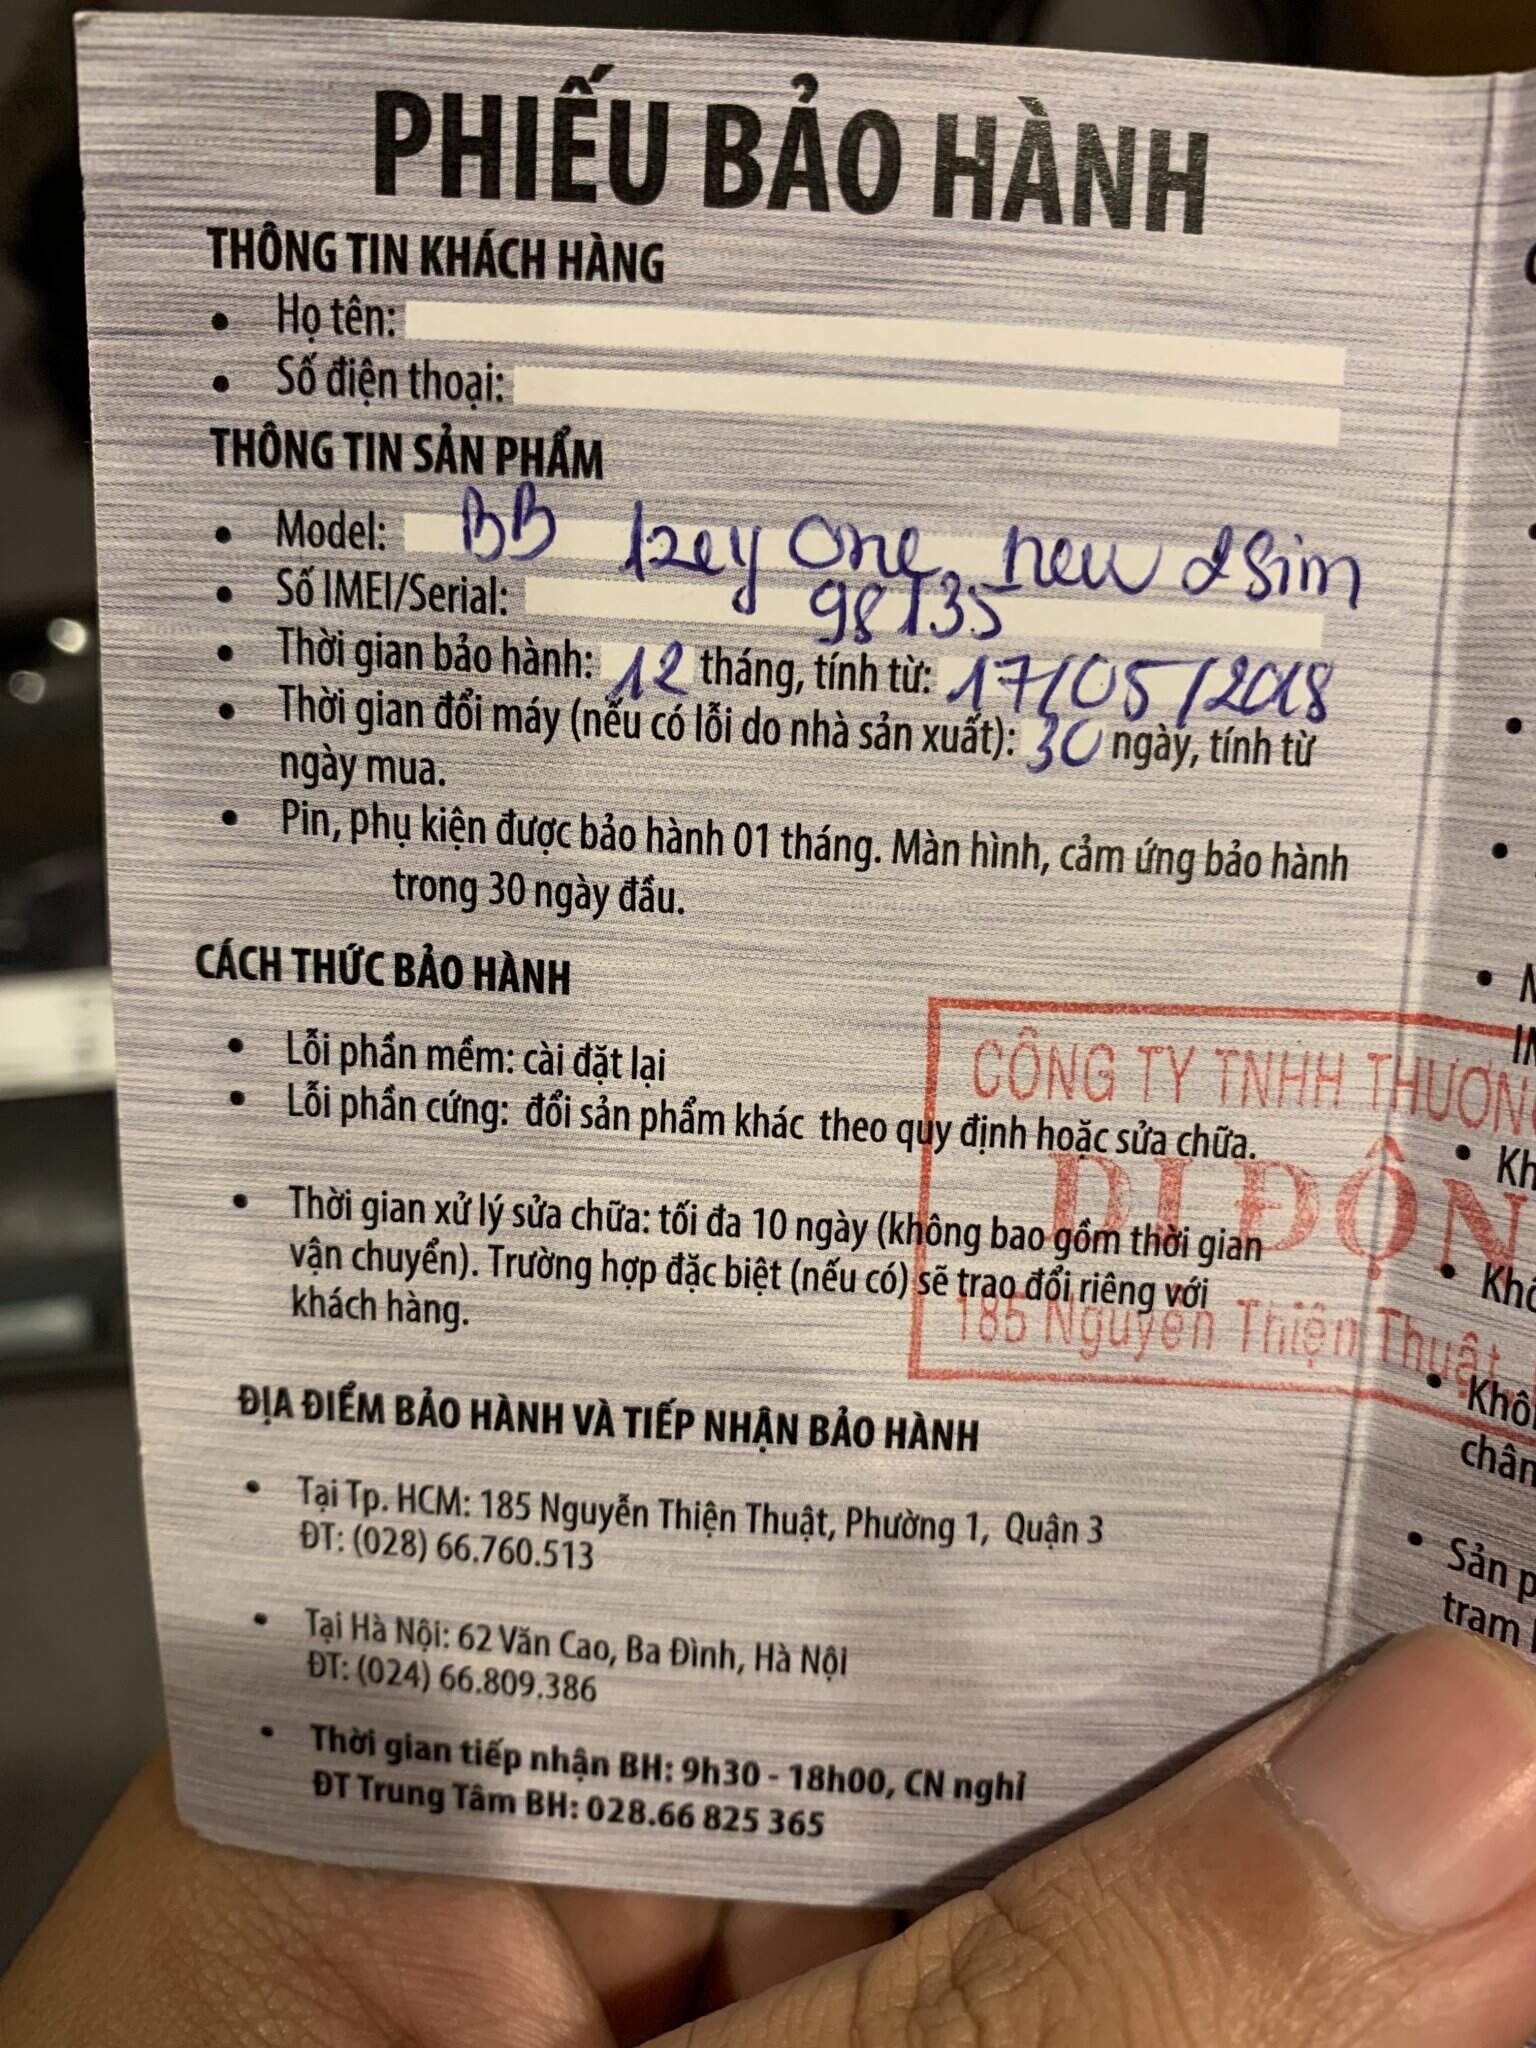 PHIẾU BẢO HÀNH
THÔNG TIN KHÁCH HÀNG
• Họ tên:
• Số điện thoại:
THÔNG TIN SẢN PHẨM
• Model: BB key One new 2sim
• Số IMEI/Serial: 98135
• Thời gian bảo hành: 12 tháng, tính từ: 17/05/2018
• Thời gian đổi máy (nếu có lỗi do nhà sản xuất): 30 ngày, tính từ
ngày mua.
• Pin, phụ kiện được bảo hành 01 tháng. Màn hình, cảm ứng bảo hành
trong 30 ngày đầu.
CÁCH THỨC BẢO HÀNH
• Lỗi phần mềm: cài đặt lại
• Lỗi phần cứng: đổi sản phẩm khác theo quy định hoặc sửa chữa.
• Thời gian xử lý sửa chữa: tối đa 10 ngày (không bao gồm thời gian
vận chuyển). Trường hợp đặc biệt (nếu có) sẽ trao đổi riêng với
khách hàng.
CÔNG TY TNHH THƯƠN
DI ĐỘN
185 Nguyễn Thiện Thuật
ĐỊA ĐIỂM BẢO HÀNH VÀ TIẾP NHẬN BẢO HÀNH
• Tại Tp. HCM: 185 Nguyễn Thiện Thuật, Phường 1, Quận 3
ĐT: (028) 66.760.513
• Tại Hà Nội: 62 Văn Cao, Ba Đình, Hà Nội
ĐT: (024) 66.809.386
• Thời gian tiếp nhận BH: 9h30 - 18h00, CN nghỉ
ĐT Trung Tâm BH: 028.66 825 365
• Kh
• Khô
chân
• Sản p
trạm